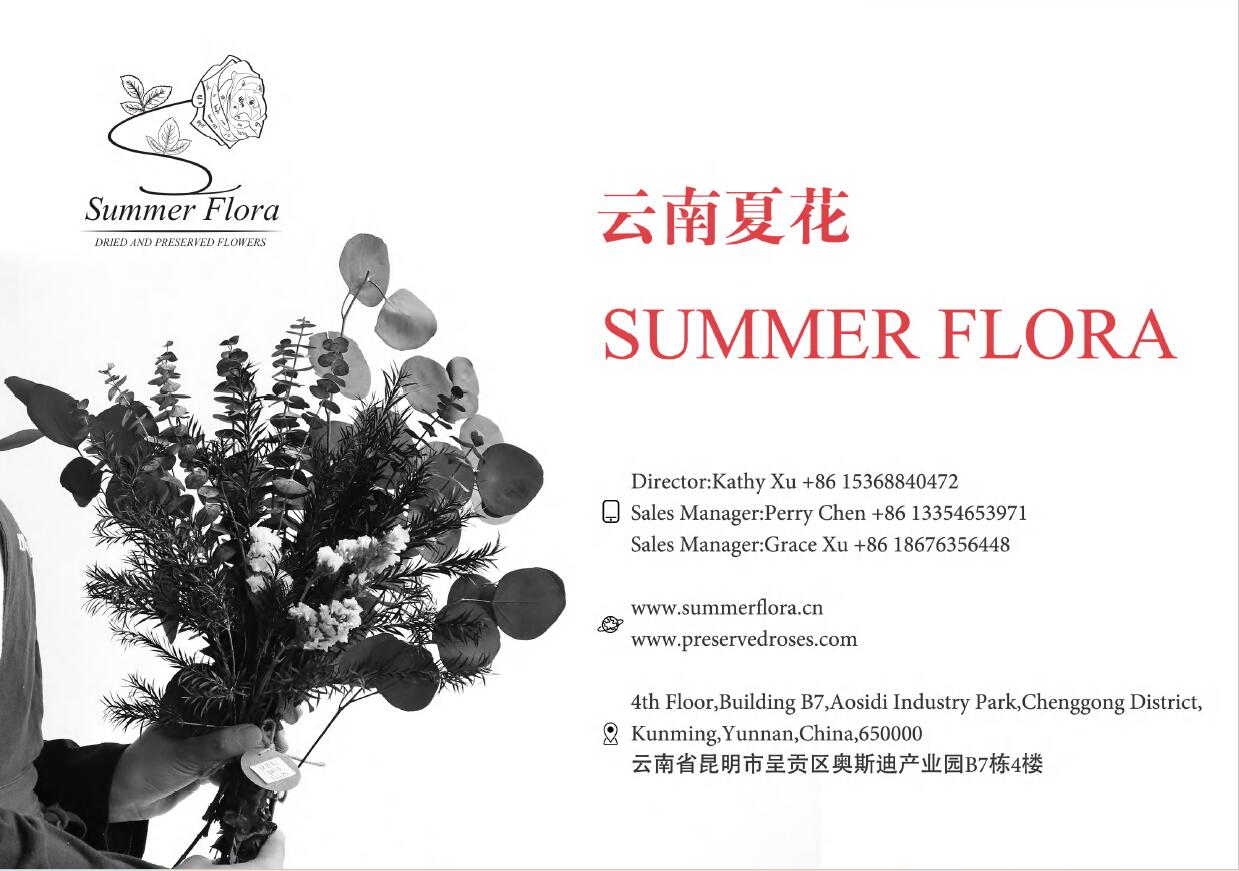 Summer Flora
DRIED AND PRESERVED FLOWERS
云南夏花
SUMMER FLORA
Director:Kathy Xu +86 15368840472
Sales Manager:Perry Chen +86 13354653971
Sales Manager:Grace Xu +86 18676356448
www.summerflora.cn
www.preservedroses.com
4th Floor,Building B7,Aosidi Industry Park,Chenggong District,
Kunming,Yunnan,China,650000
云南省昆明市呈贡区奥斯迪产业园B7栋4楼